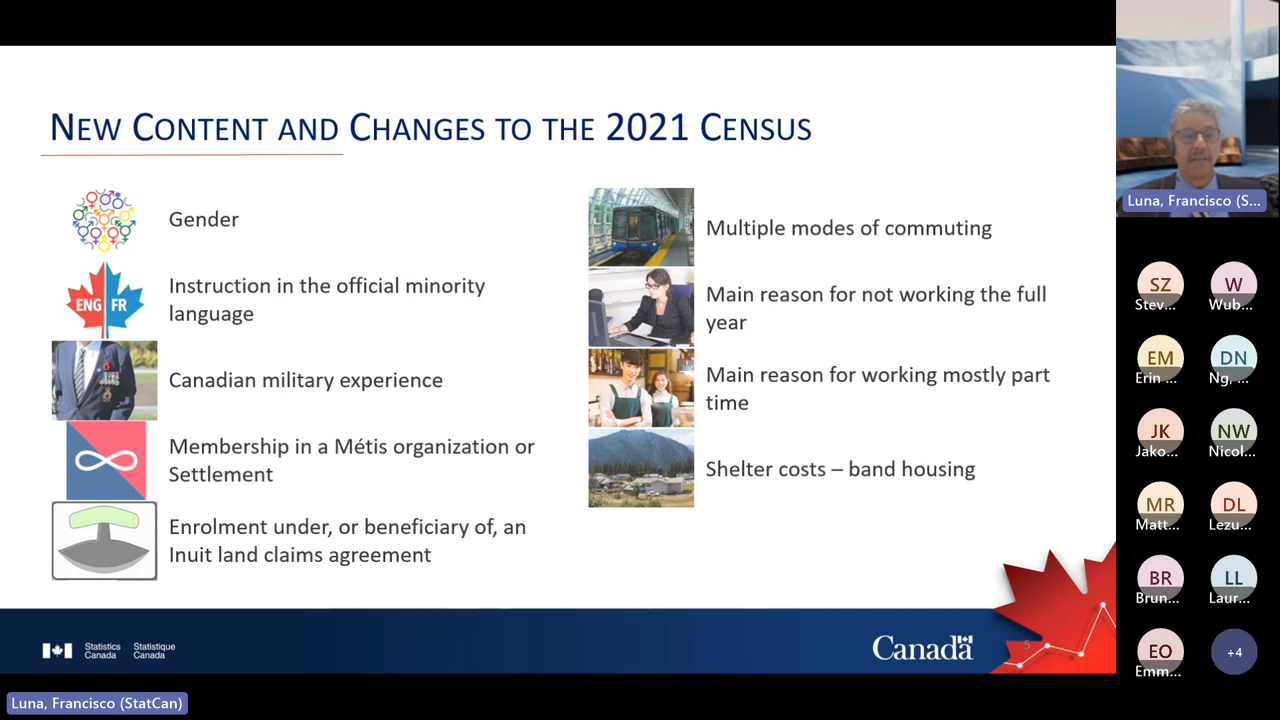 NEW CONTENT AND CHANGES TO THE 2021 CENSUS
Gender
ENG FR
Instruction in the official minority
language
Canadian military experience
Membership in a Métis organization or
Settlement
Enrolment under, or beneficiary of, an
Inuit land claims agreement
Multiple modes of commuting
Main reason for not working the full
year
Main reason for working mostly part
time
Shelter costs – band housing
Statistics Statistique
Canada Canada
Canada
5
Luna, Francisco (StatCan)
Luna, Francisco (S...
SZ W
Stev... Wub...
EM DN
Erin ... Ng, ...
JK NW
Jako... Nicol...
MR DL
Matt... Lezu...
BR LL
Brun... Laur...
EO +4
Emm...